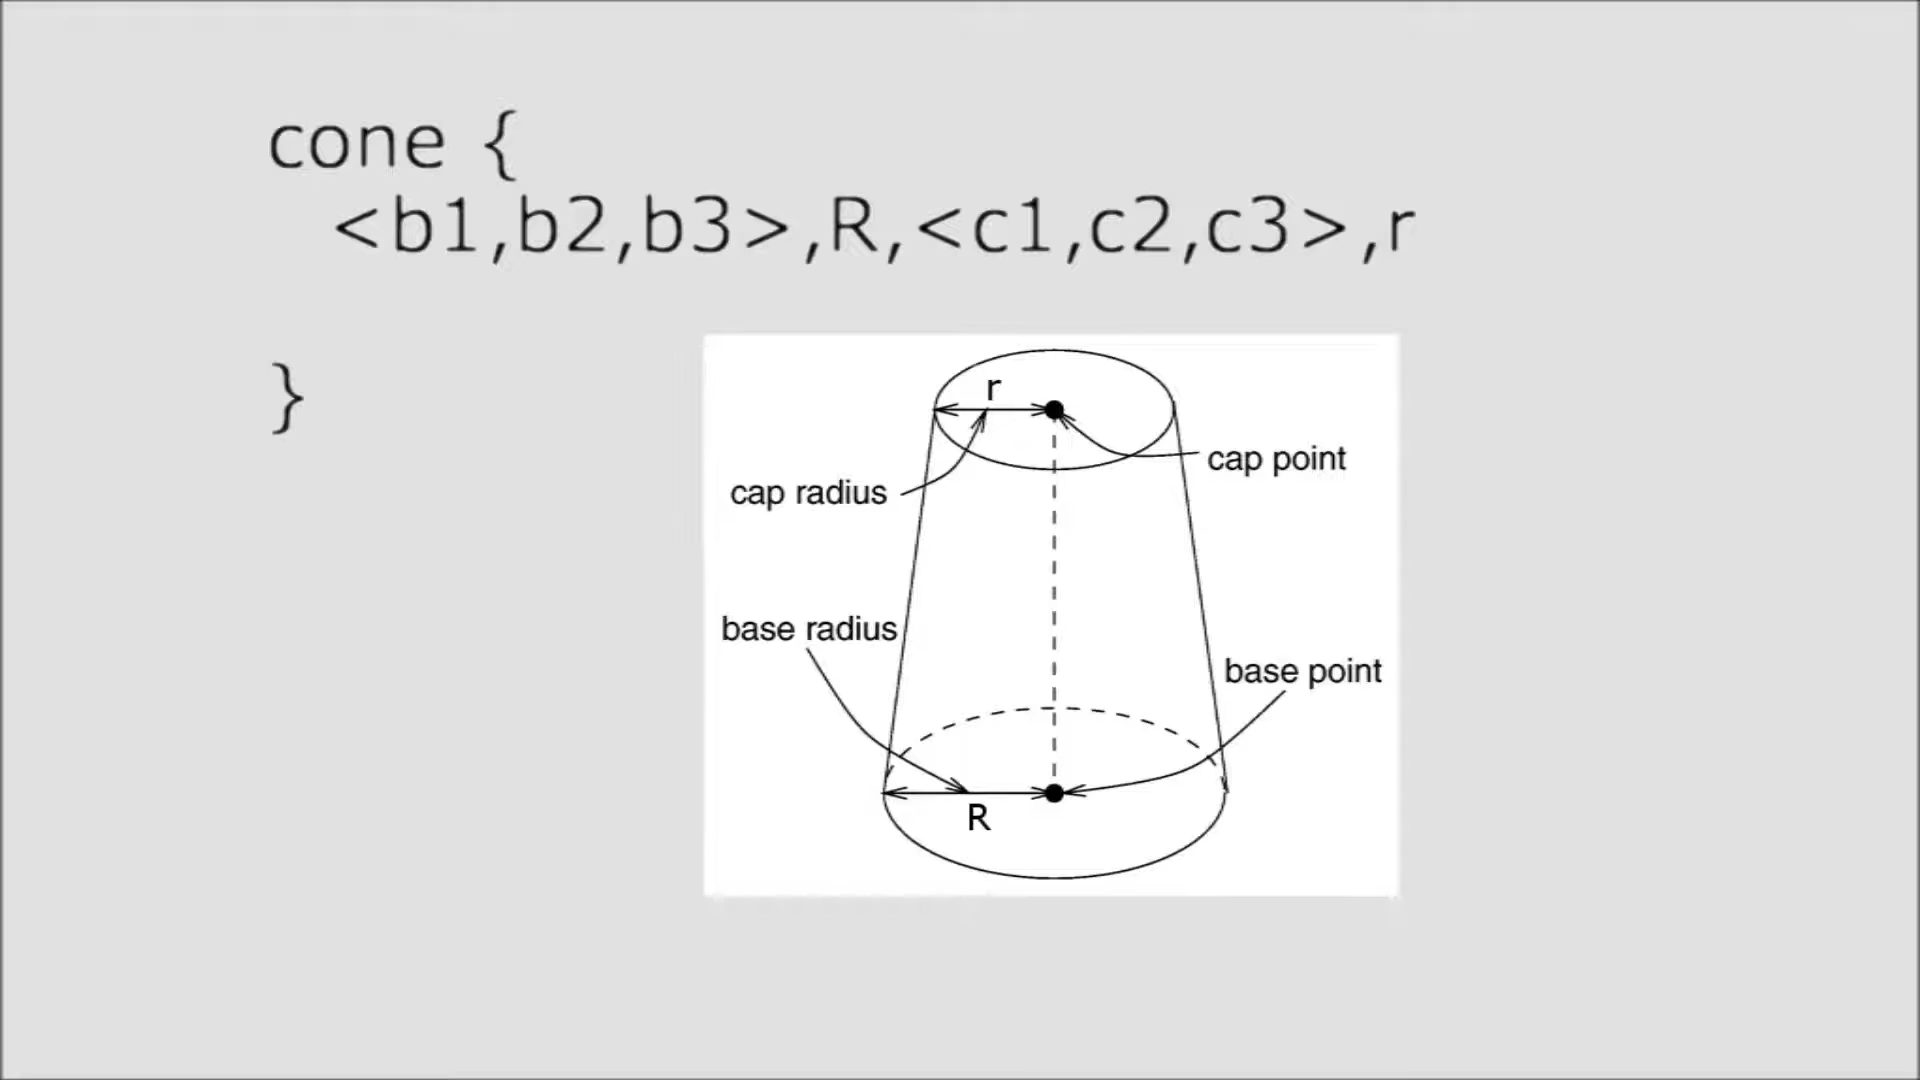 cone {
<b1,b2,b3>,R,<c1,c2,c3>,r
}
r
cap point
cap radius
base radius
base point
R